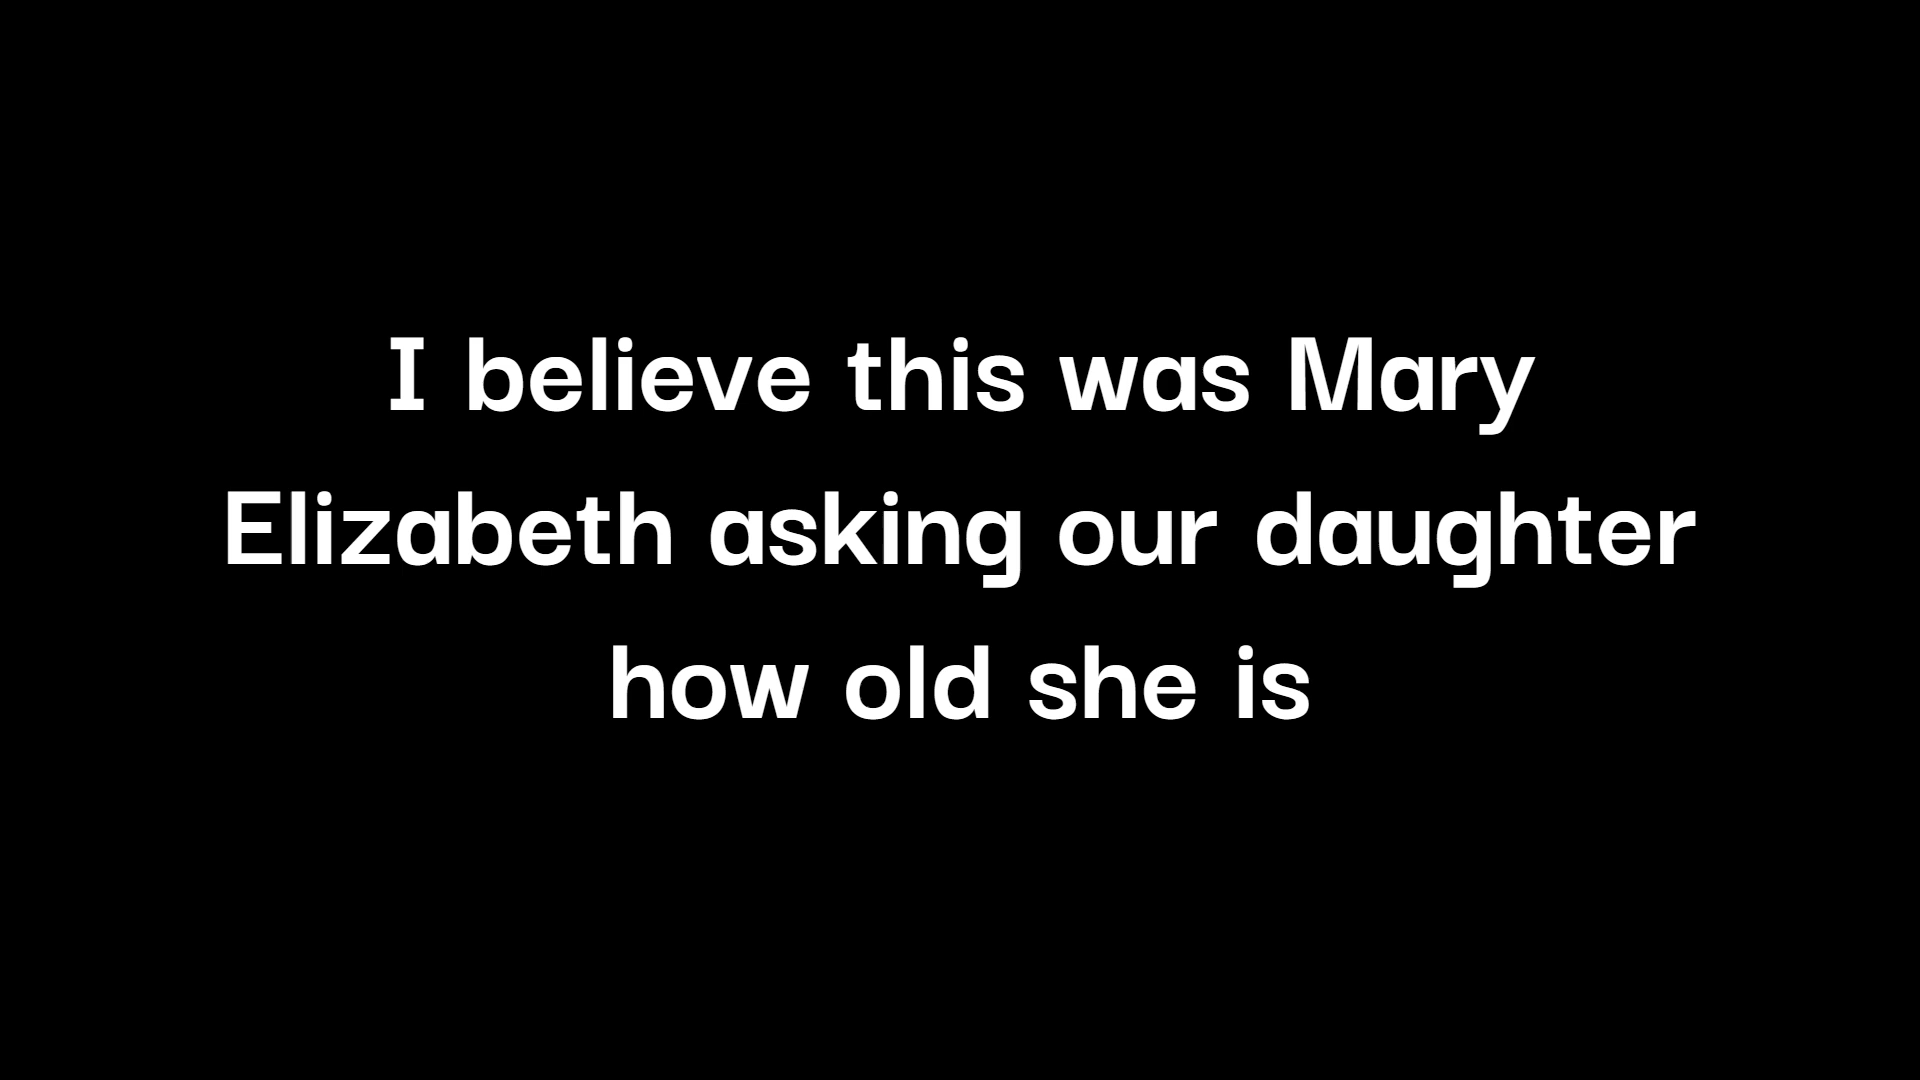 I believe this was Mary
Elizabeth asking our daughter
how old she is